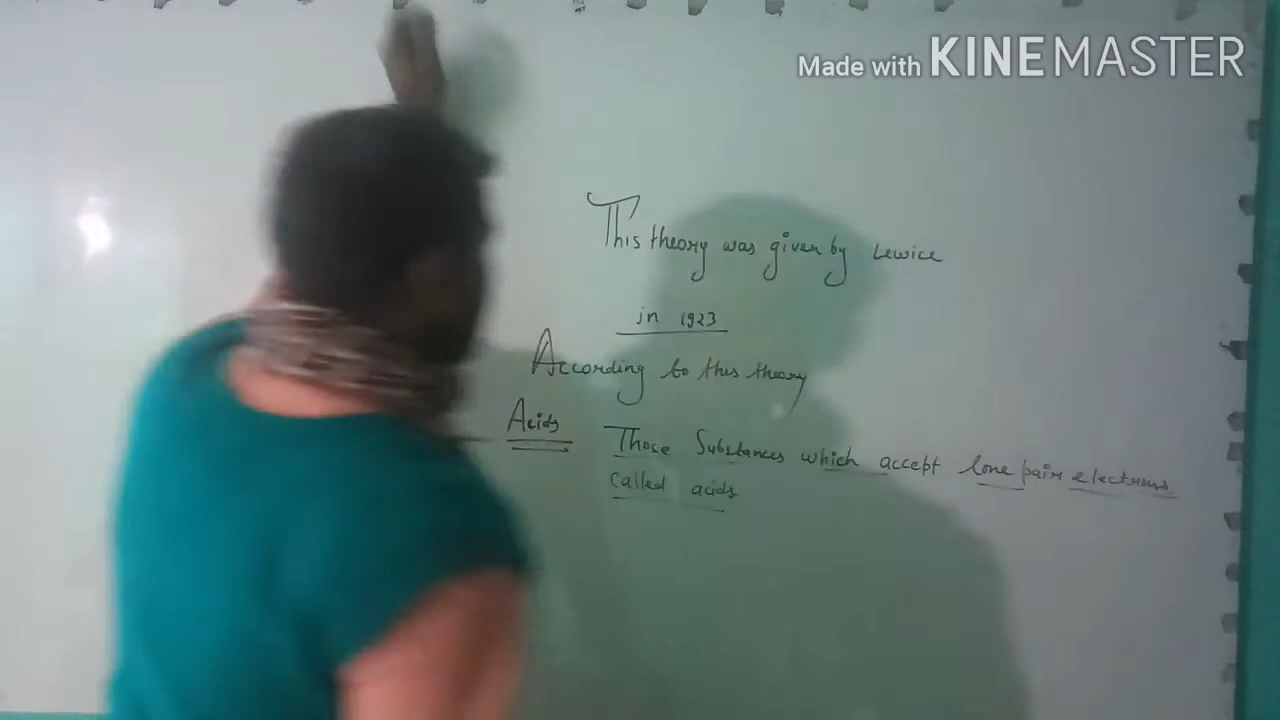 Made with KINEMASTER
This theory was given by Lewice
in 1923
According to this theory
Acids Those Substances which accept lone pair electrons
called acids